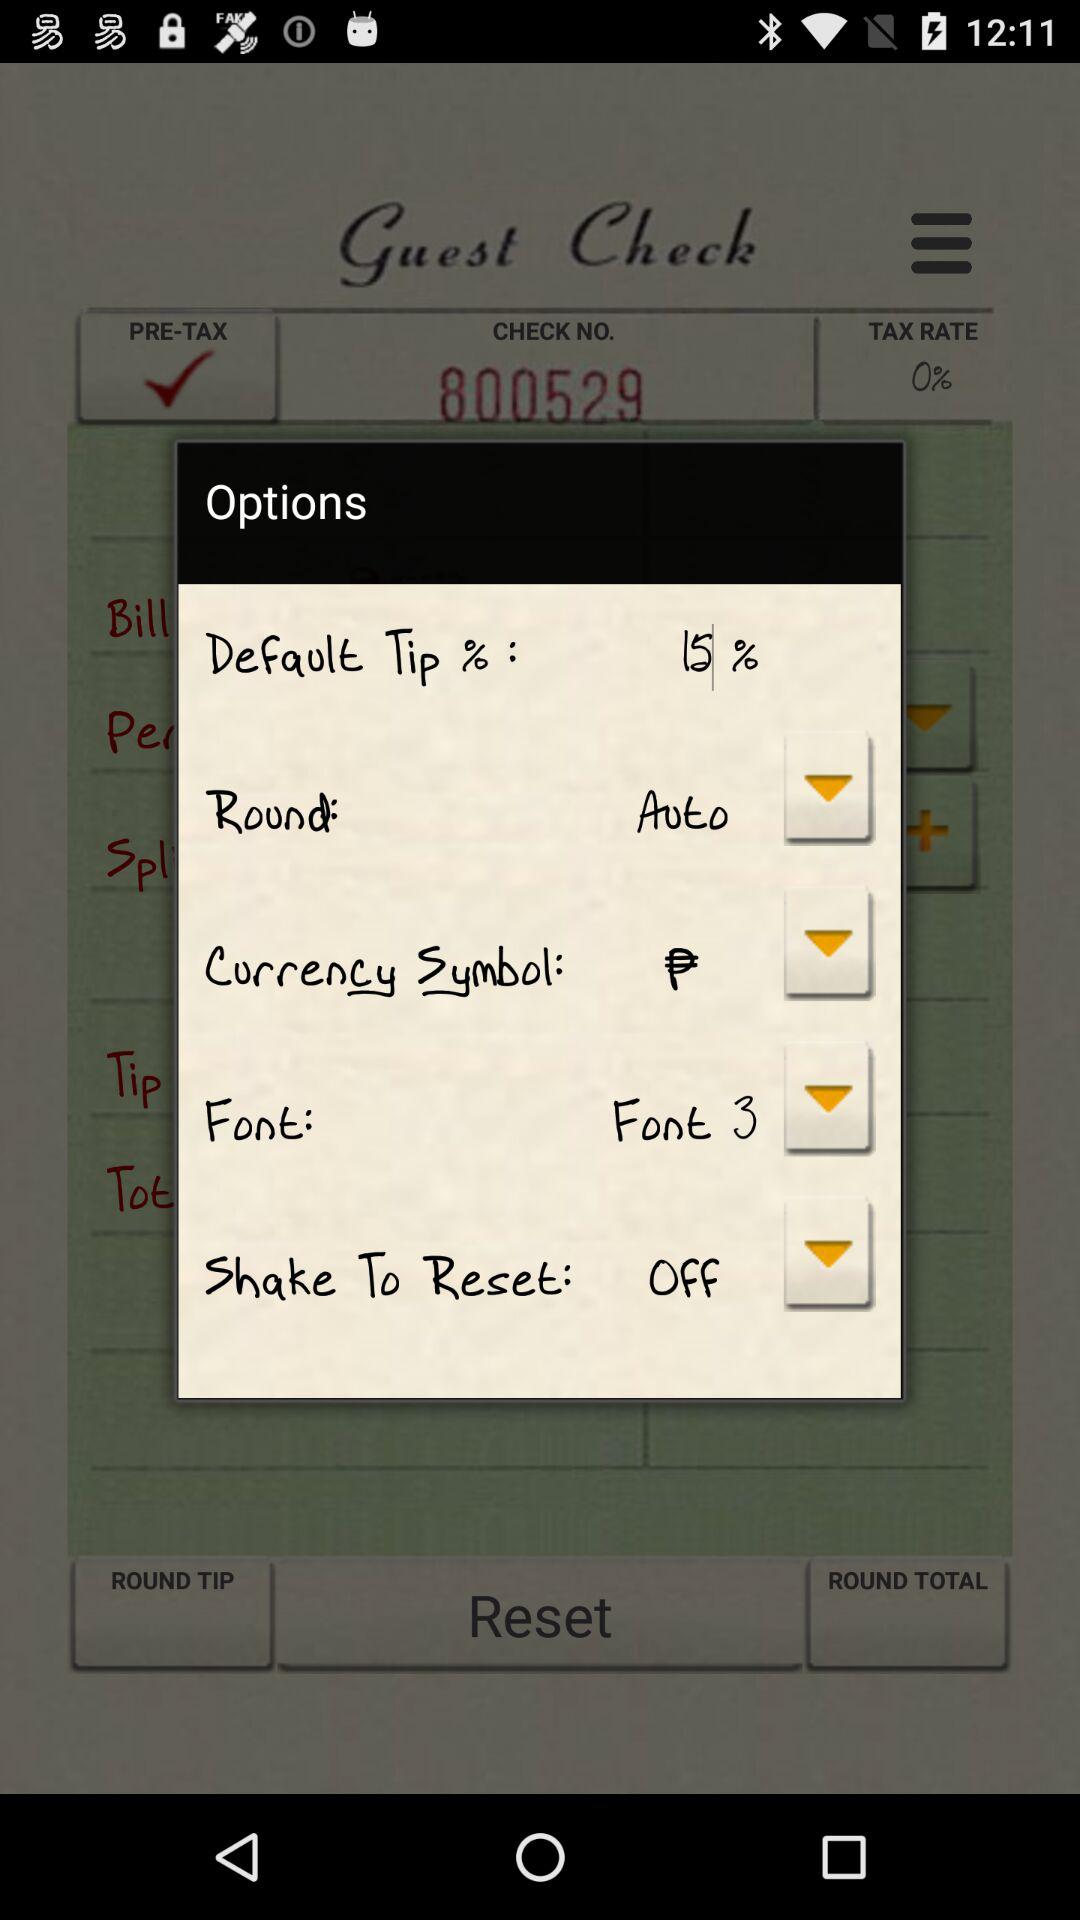 FAKE
12:11
Guest Check
PRE-TAX CHECK NO. TAX RATE
800529 0%
Options
Bill
Default Tip % : 15 %
Per
Round: Auto
Spl
Currency Symbol: ₱
Tip
Font: Font 3
Tot
Shake To Reset: Off
ROUND TIP Reset ROUND TOTAL